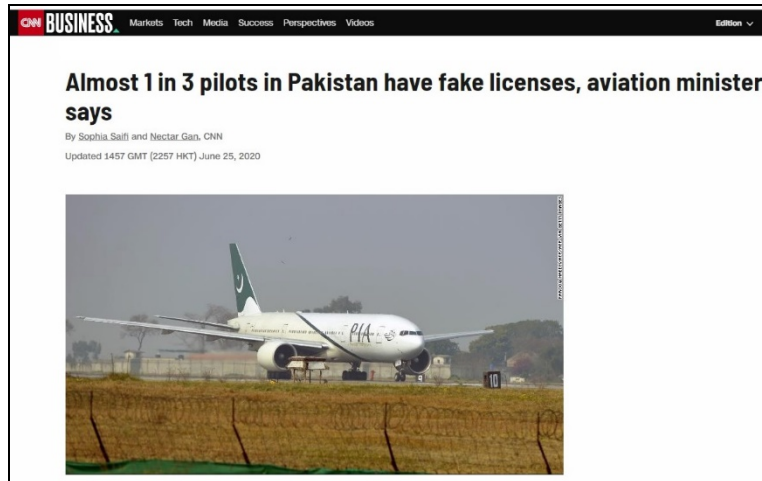 CNN BUSINESS Markets Tech Media Success Perspectives Videos Edition
Almost 1 in 3 pilots in Pakistan have fake licenses, aviation minister
says
By Sophia Saifi and Nectar Gan, CNN
Updated 1457 GMT (2257 HKT) June 25, 2020
PIA
10